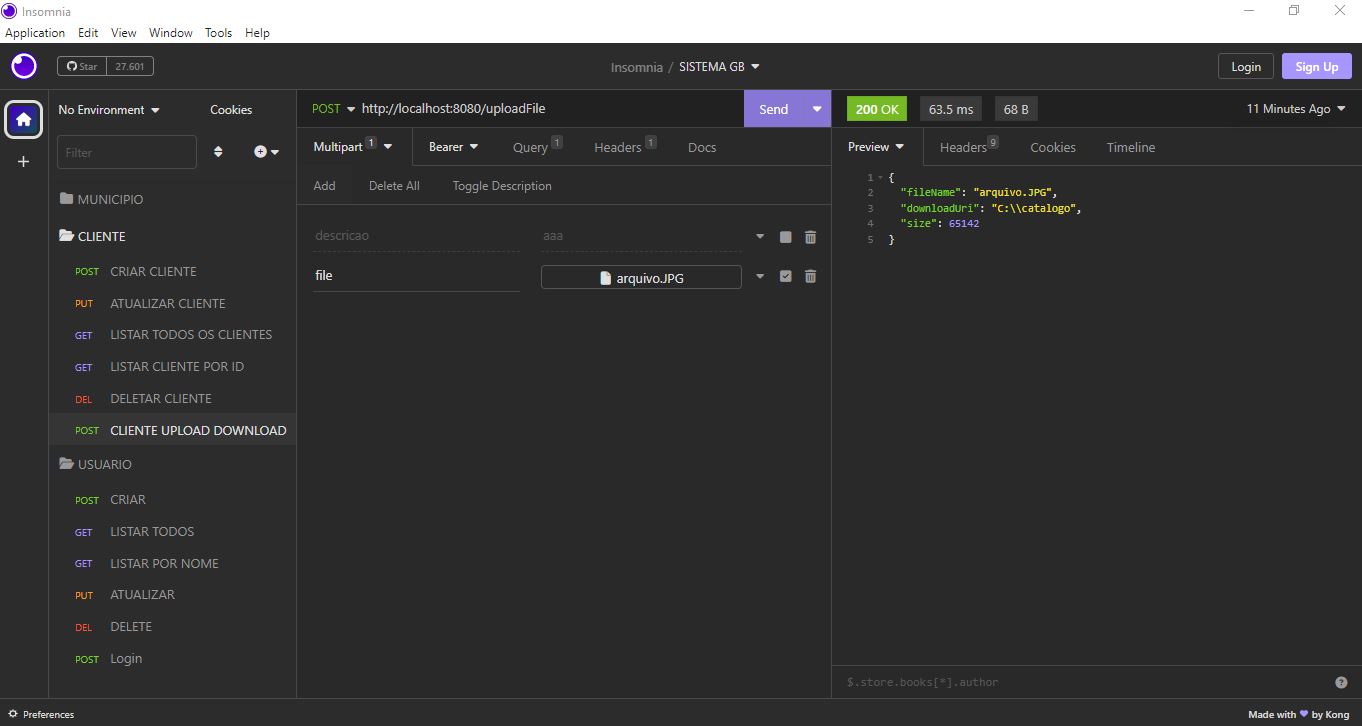 Insomnia
Application Edit View Window Tools Help
Star 27.601
Insomnia / SISTEMA GB
Login Sign Up
No Environment Cookies
Filter
MUNICIPIO
CLIENTE
POST CRIAR CLIENTE
PUT ATUALIZAR CLIENTE
GET LISTAR TODOS OS CLIENTES
GET LISTAR CLIENTE POR ID
DEL DELETAR CLIENTE
POST CLIENTE UPLOAD DOWNLOAD
USUARIO
POST CRIAR
GET LISTAR TODOS
GET LISTAR POR NOME
PUT ATUALIZAR
DEL DELETE
POST Login
POST http://localhost:8080/uploadFile Send
Multipart 1 Bearer Query 1 Headers 1 Docs
Add Delete All Toggle Description
descricao aaa
file arquivo.JPG
200 OK 63.5 ms 68 B 11 Minutes Ago
Preview Headers 9 Cookies Timeline
1 {
2 "fileName": "arquivo.JPG",
3 "downloadUri": "C:\\catalogo",
4 "size": 65142
5 }
$.store.books[*].author ?
Preferences
Made with by Kong